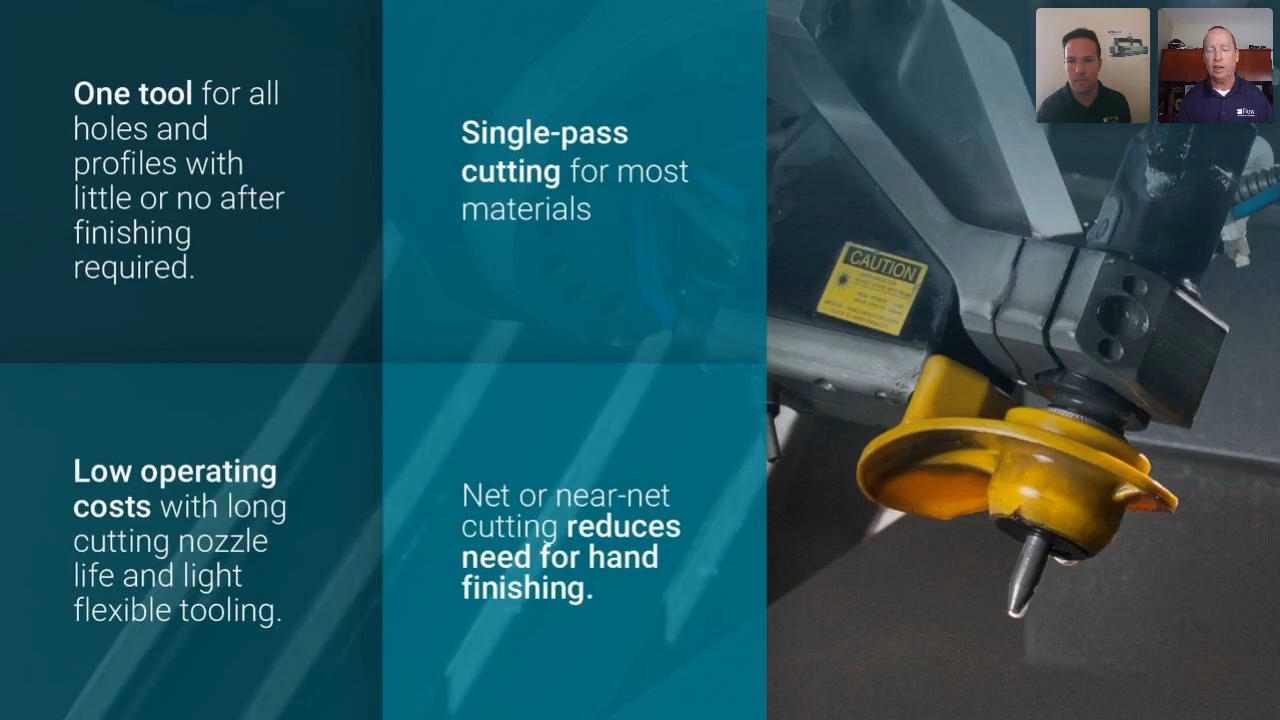 One tool for all
holes and
profiles with
little or no after
finishing
required.
Single-pass
cutting for most
materials
Low operating
costs with long
cutting nozzle
life and light
flexible tooling.
Net or near-net
cutting reduces
need for hand
finishing.
CAUTION
flow